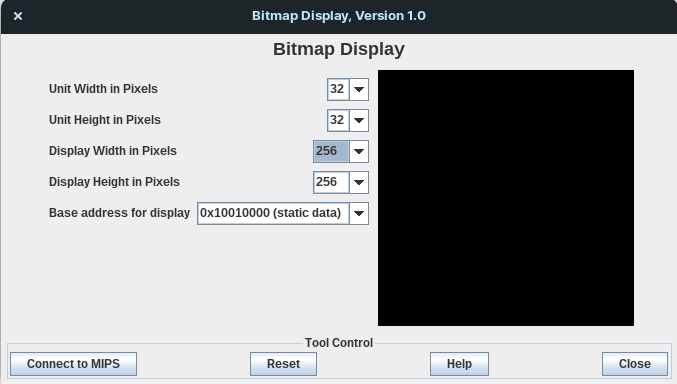 Bitmap Display, Version 1.0
Bitmap Display
Unit Width in Pixels 32
Unit Height in Pixels 32
Display Width in Pixels 256
Display Height in Pixels 256
Base address for display 0x10010000 (static data)
Tool Control
Connect to MIPS Reset Help Close